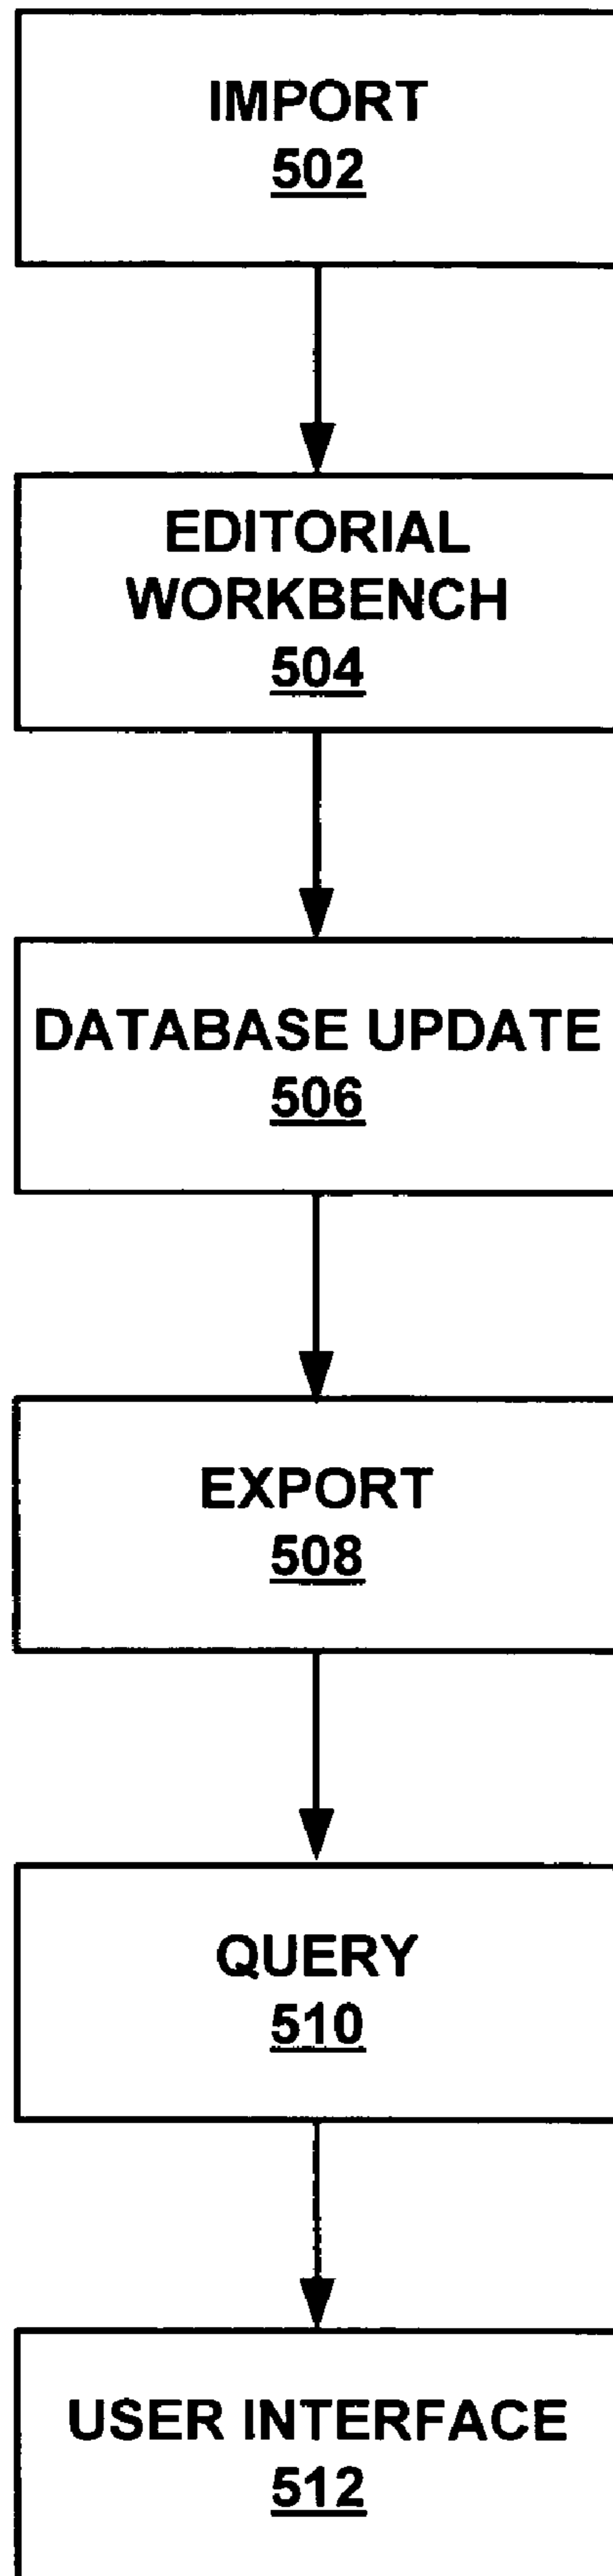 IMPORT
502
EDITORIAL
WORKBENCH
504
DATABASE UPDATE
506
EXPORT
508
QUERY
510
USER INTERFACE
512